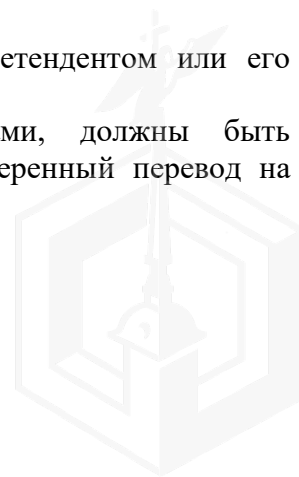 етендентом или его
ми, должны быть
еренный перевод на